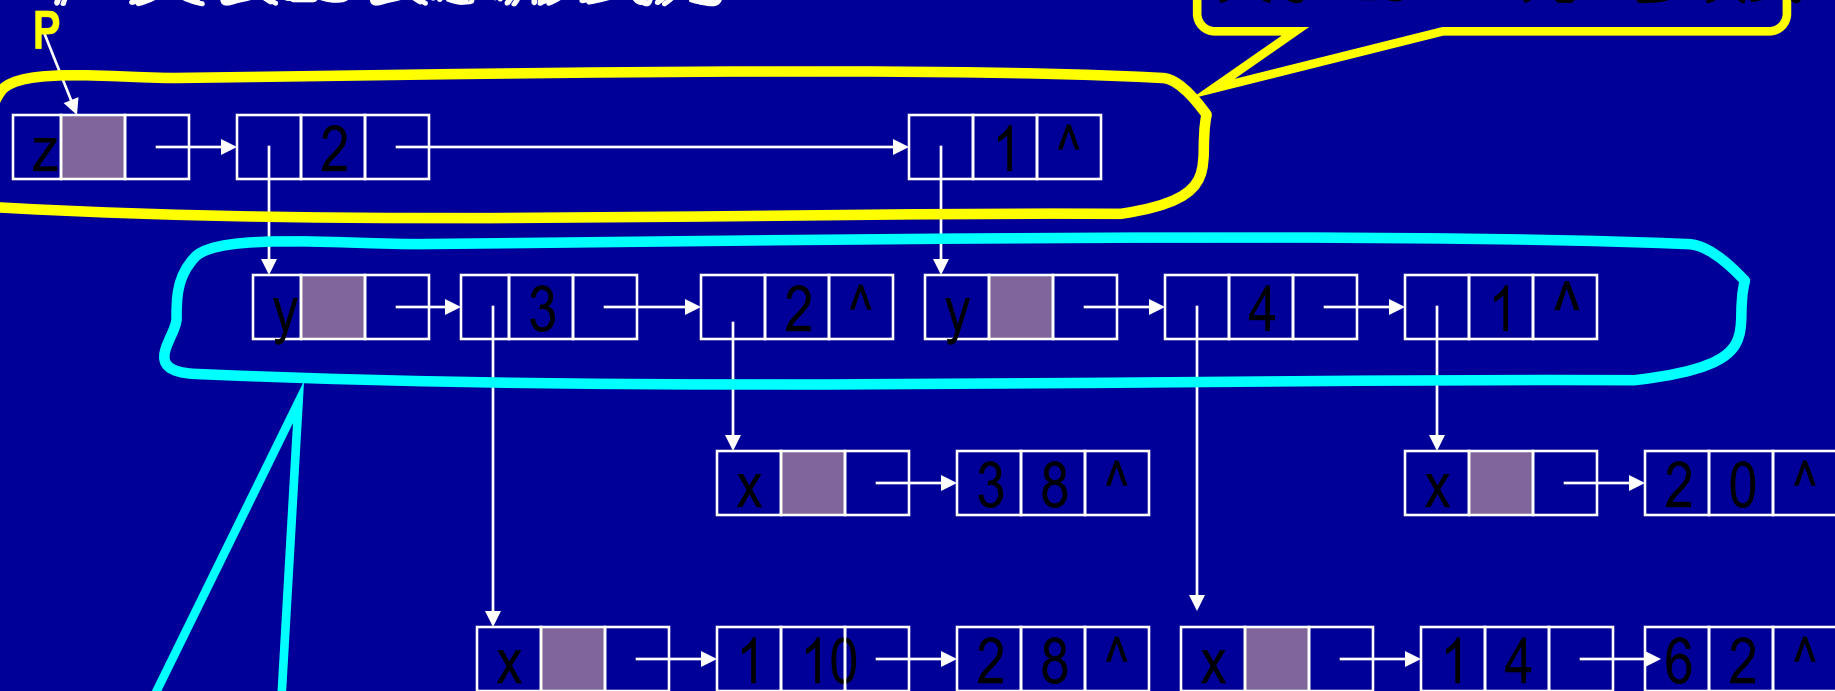 P
z 2 1 ^
y 3 2 ^ y 4 1 ^
x 3 8 ^ x 2 0 ^
x 1 10 2 8 ^ x 1 4 6 2 ^